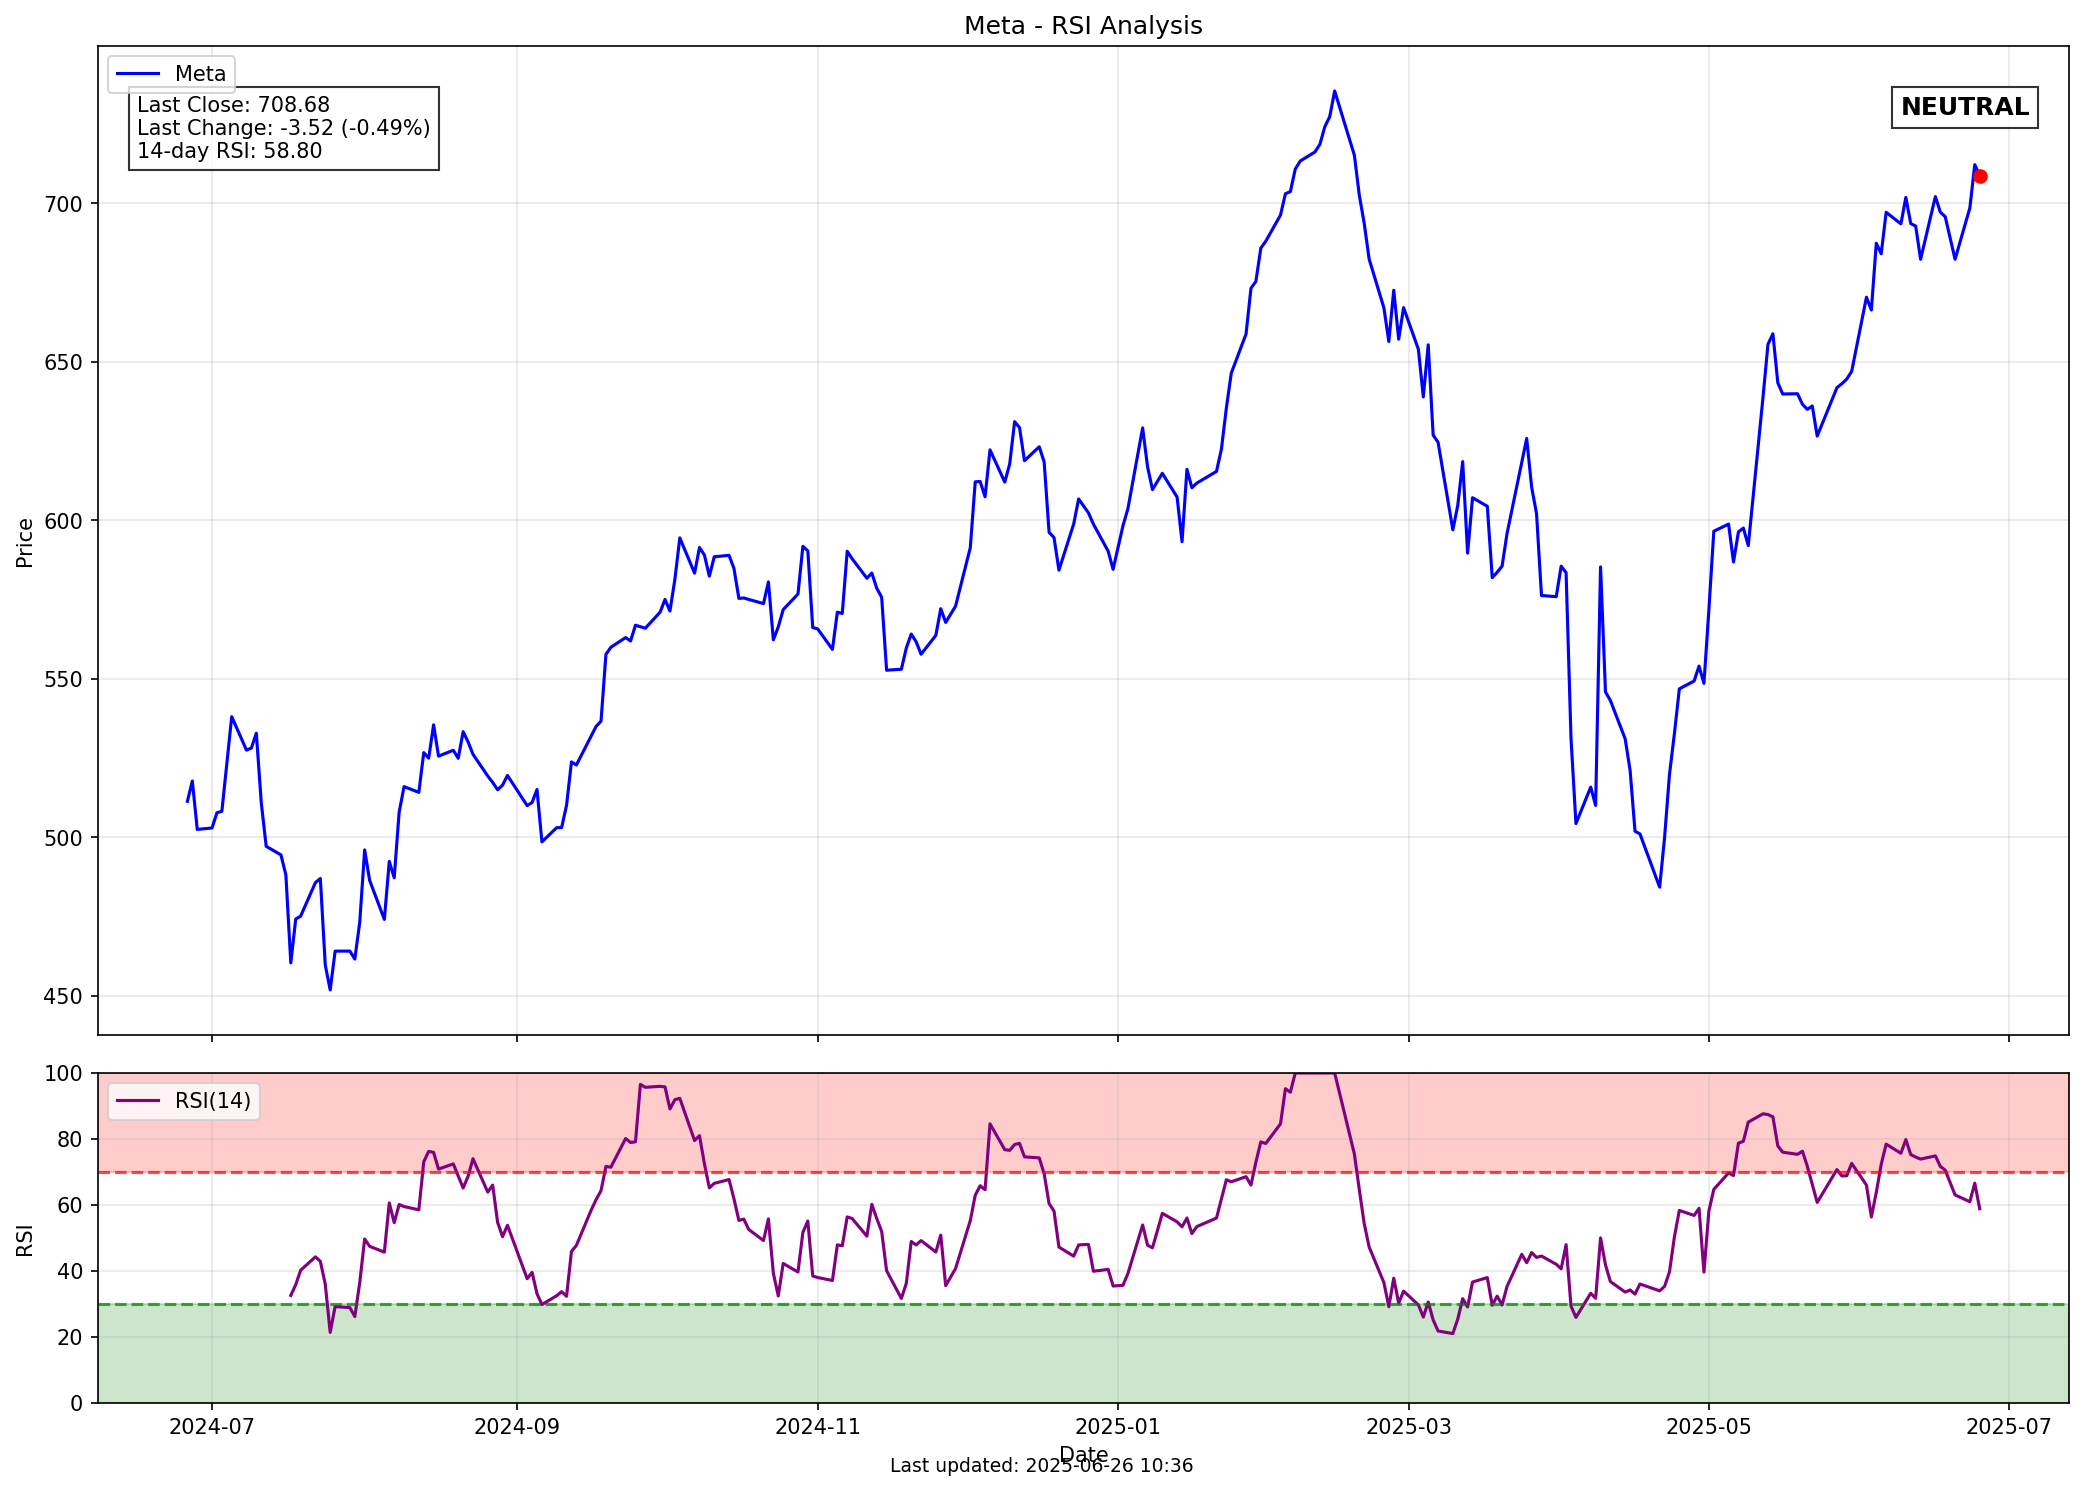 Meta - RSI Analysis
Meta
Last Close: 708.68
Last Change: -3.52 (-0.49%)
14-day RSI: 58.80
NEUTRAL
Price
700
650
600
550
500
450
RSI(14)
RSI
100
80
60
40
20
0
2024-07
2024-09
2024-11
2025-01
2025-03
2025-05
2025-07
Date
Last updated: 2025-06-26 10:36